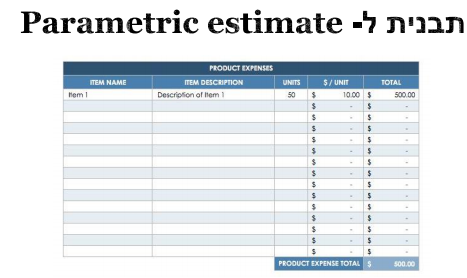 תבנית ל- Parametric estimate
PRODUCT EXPENSES
ITEM NAME ITEM DESCRIPTION UNITS $ / UNIT TOTAL
Item 1 Description of Item 1 50 $ 10.00 $ 500.00
$ - $ -
$ - $ -
$ - $ -
$ - $ -
$ - $ -
$ - $ -
$ - $ -
$ - $ -
$ - $ -
$ - $ -
$ - $ -
$ - $ -
$ - $ -
$ - $ -
PRODUCT EXPENSE TOTAL $ 500.00